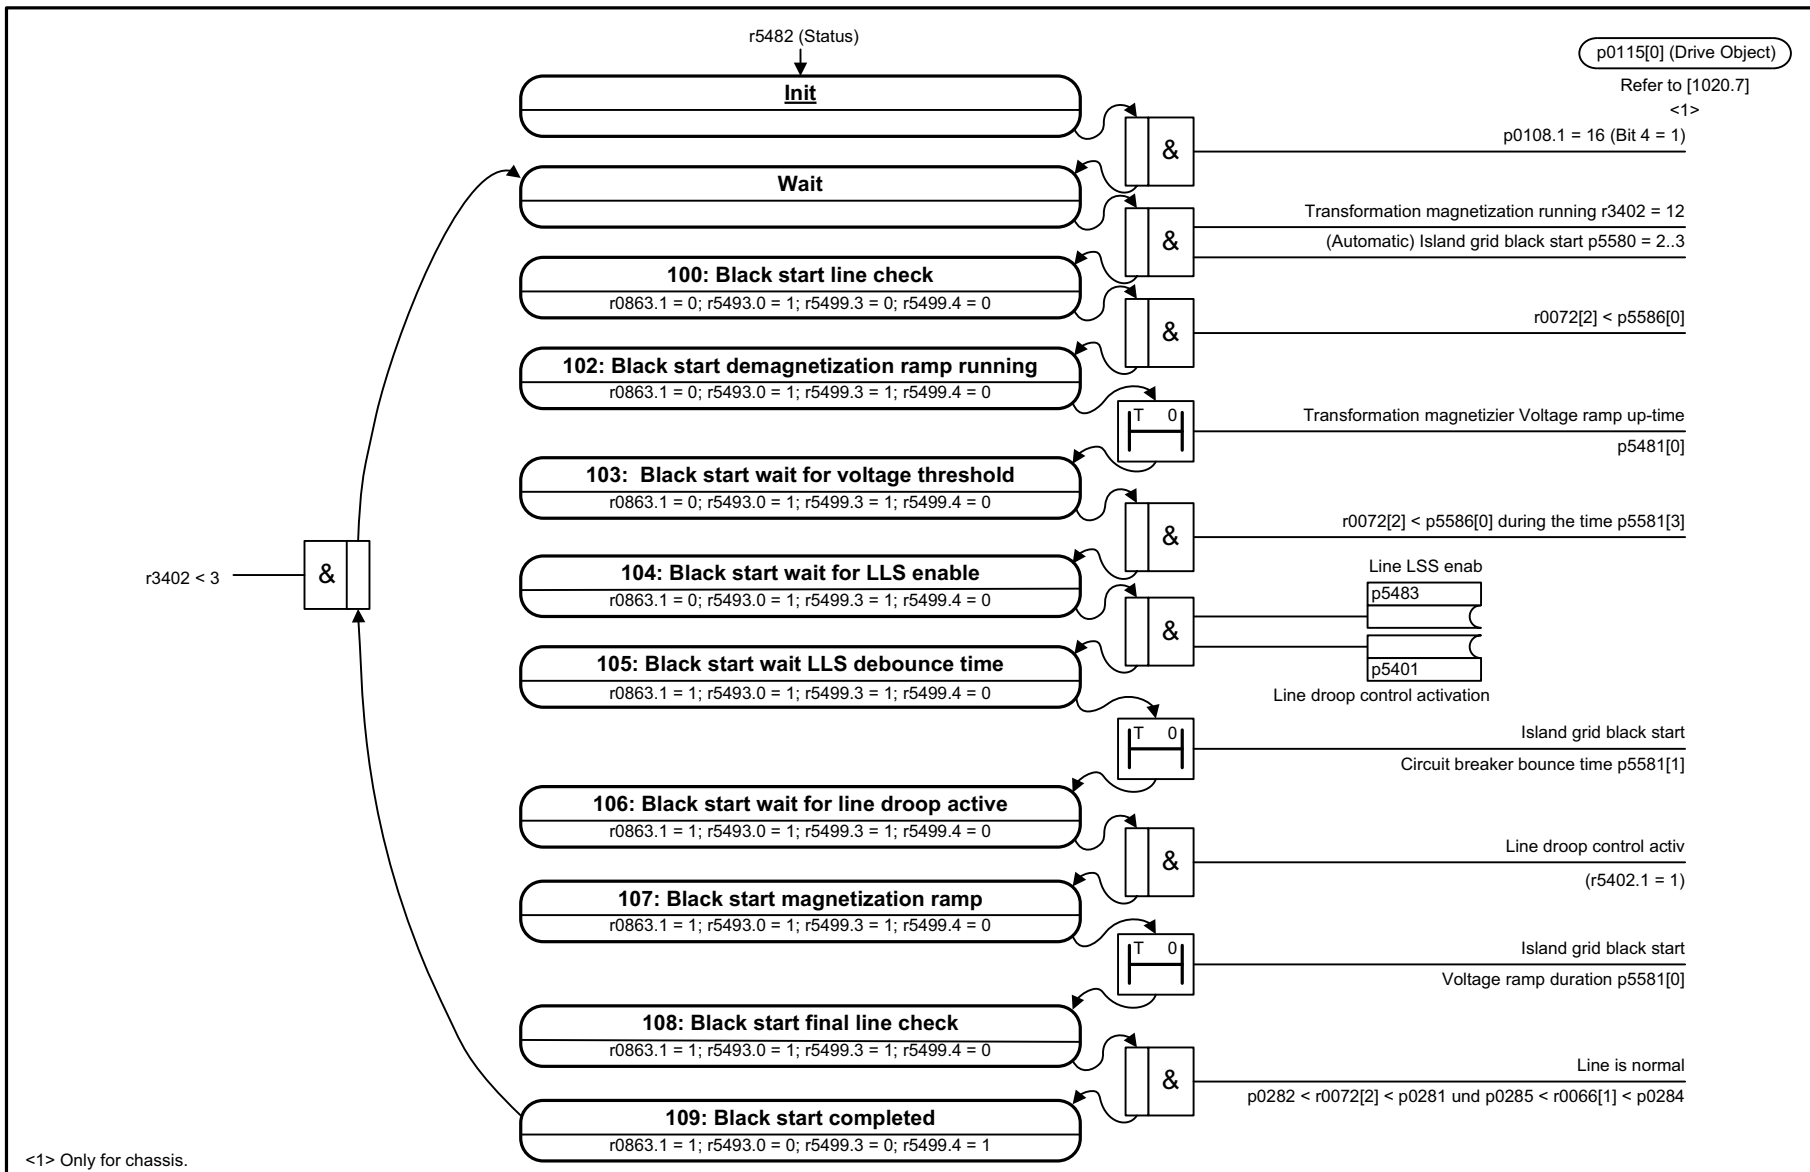 r5482 (Status)
p0115[0] (Drive Object)
Refer to [1020.7]
<1>
Init
&
p0108.1 = 16 (Bit 4 = 1)
Wait
&
Transformation magnetization running r3402 = 12
(Automatic) Island grid black start p5580 = 2..3
100: Black start line check
r0863.1 = 0; r5493.0 = 1; r5499.3 = 0; r5499.4 = 0
&
r0072[2] < p5586[0]
102: Black start demagnetization ramp running
r0863.1 = 0; r5493.0 = 1; r5499.3 = 1; r5499.4 = 0
T 0
Transformation magnetizier Voltage ramp up-time
p5481[0]
103: Black start wait for voltage threshold
r0863.1 = 0; r5493.0 = 1; r5499.3 = 1; r5499.4 = 0
&
r0072[2] < p5586[0] during the time p5581[3]
r3402 < 3
&
104: Black start wait for LLS enable
r0863.1 = 0; r5493.0 = 1; r5499.3 = 1; r5499.4 = 0
&
Line LSS enab
p5483
p5401
Line droop control activation
105: Black start wait LLS debounce time
r0863.1 = 1; r5493.0 = 1; r5499.3 = 1; r5499.4 = 0
T 0
Island grid black start
Circuit breaker bounce time p5581[1]
106: Black start wait for line droop active
r0863.1 = 1; r5493.0 = 1; r5499.3 = 1; r5499.4 = 0
&
Line droop control activ
(r5402.1 = 1)
107: Black start magnetization ramp
r0863.1 = 1; r5493.0 = 1; r5499.3 = 1; r5499.4 = 0
T 0
Island grid black start
Voltage ramp duration p5581[0]
108: Black start final line check
r0863.1 = 1; r5493.0 = 1; r5499.3 = 1; r5499.4 = 0
&
Line is normal
p0282 < r0072[2] < p0281 und p0285 < r0066[1] < p0284
109: Black start completed
r0863.1 = 1; r5493.0 = 0; r5499.3 = 0; r5499.4 = 1
<1> Only for chassis.